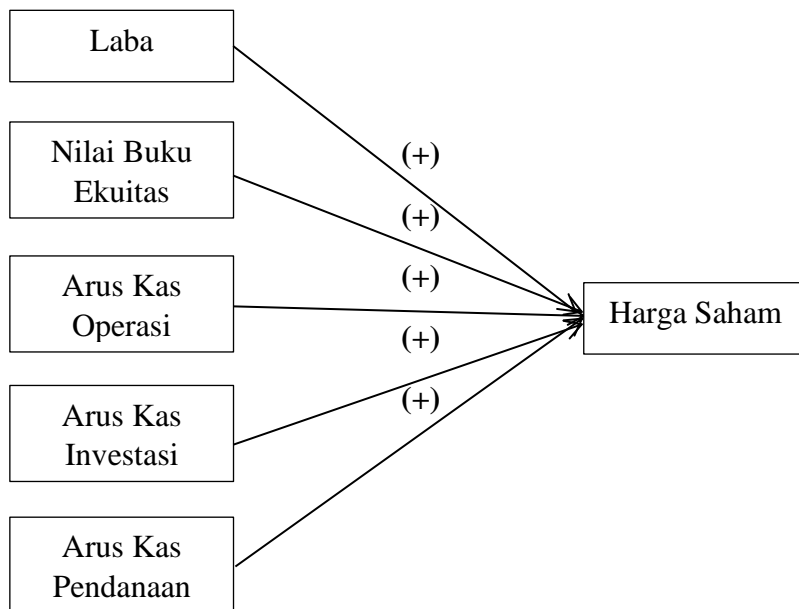 Laba
Nilai Buku
Ekuitas
Arus Kas
Operasi
Arus Kas
Investasi
Arus Kas
Pendanaan
(+)
(+)
(+)
(+)
(+)
Harga Saham